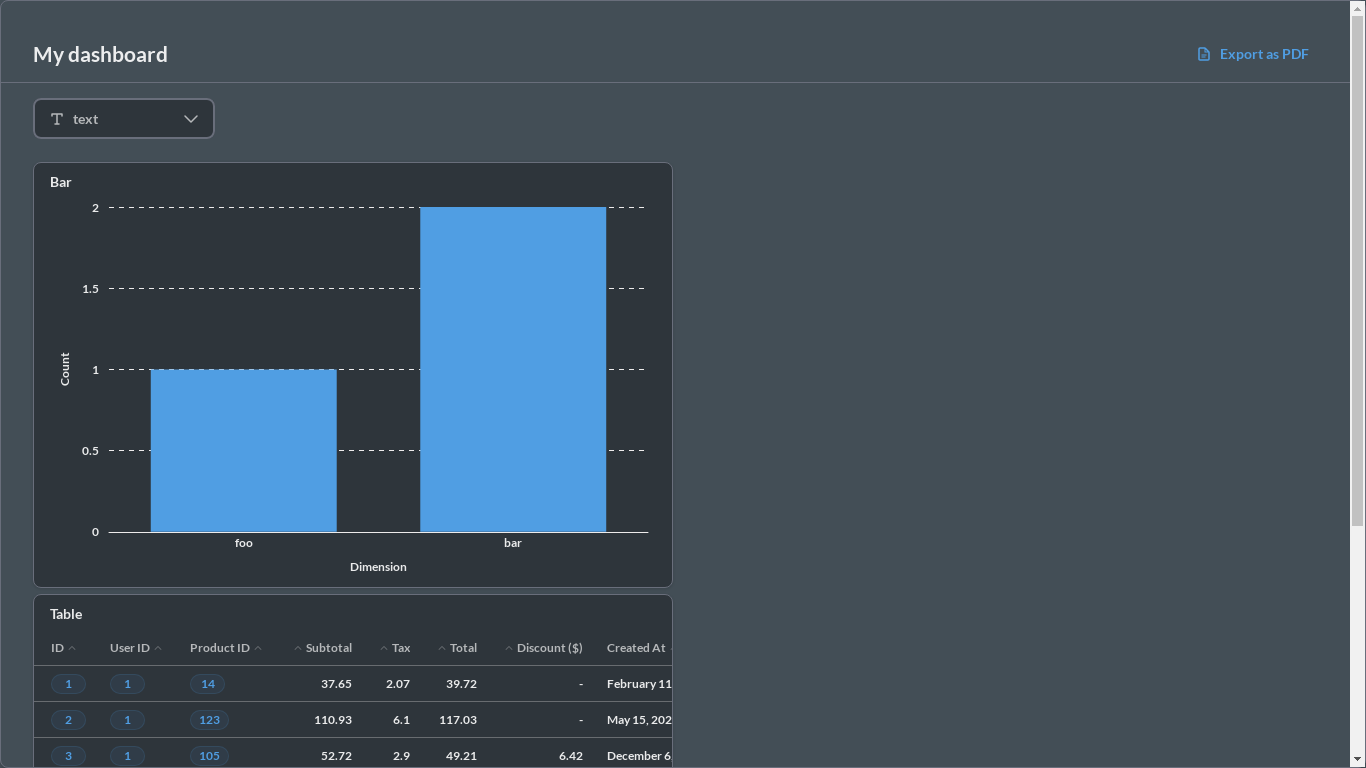 My dashboard
Export as PDF
text
Bar
2
1.5
1
0.5
0
Count
foo bar
Dimension
Table
ID User ID Product ID Subtotal Tax Total Discount ($) Created At
1 1 14 37.65 2.07 39.72 - February 11
2 1 123 110.93 6.1 117.03 - May 15, 202
3 1 105 52.72 2.9 49.21 6.42 December 6,